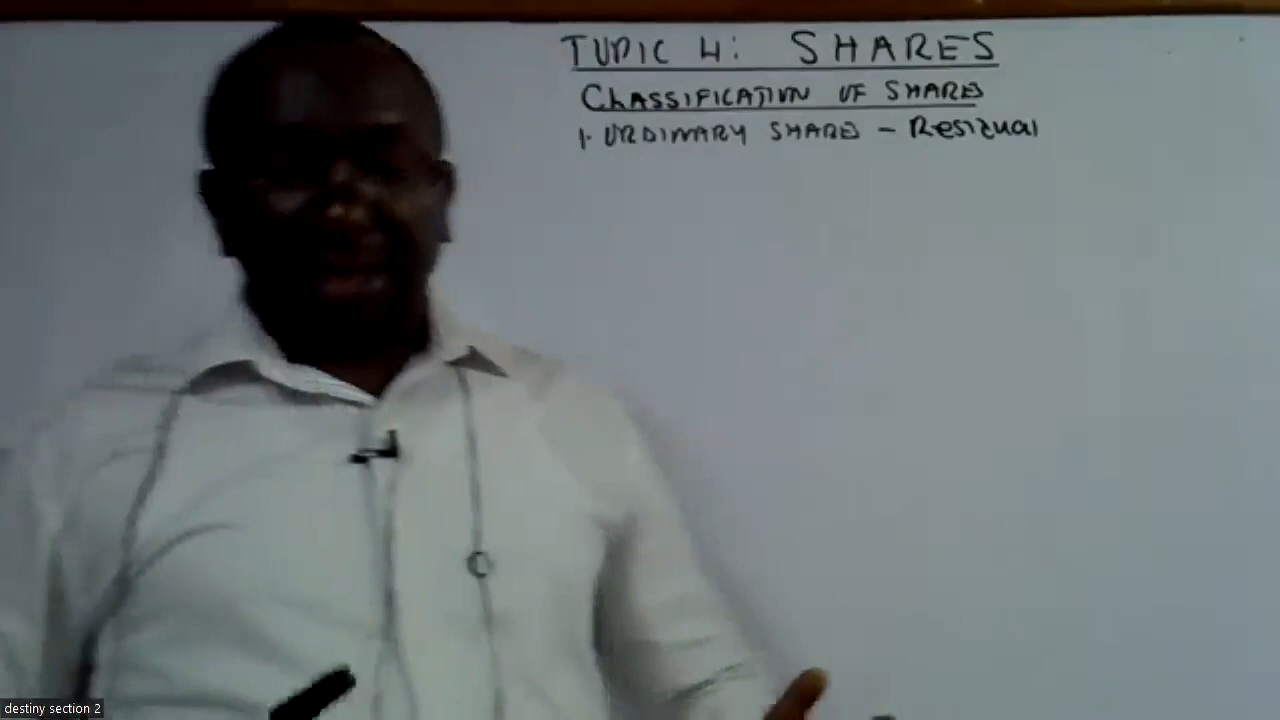 TOPIC 4: SHARES
CLASSIFICATION OF SHARES
1. ORDINARY SHARES - Residual
destiny section 2